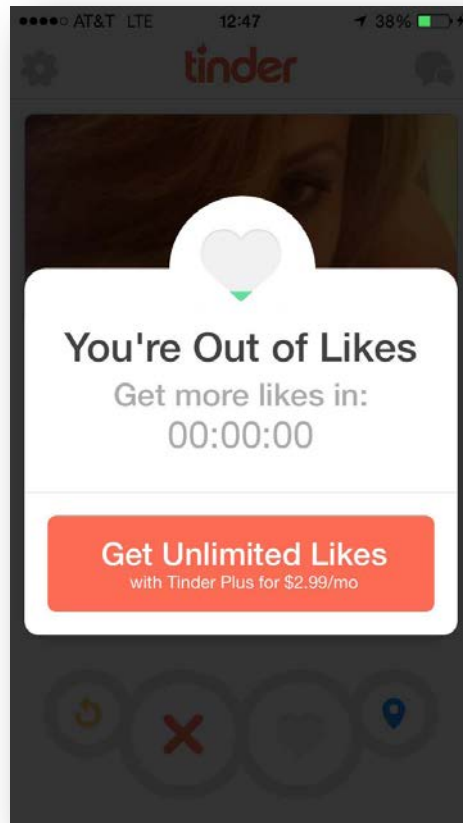 AT&T LTE 12:47 38%
tinder
You're Out of Likes
Get more likes in:
00:00:00
Get Unlimited Likes
with Tinder Plus for $2.99/mo